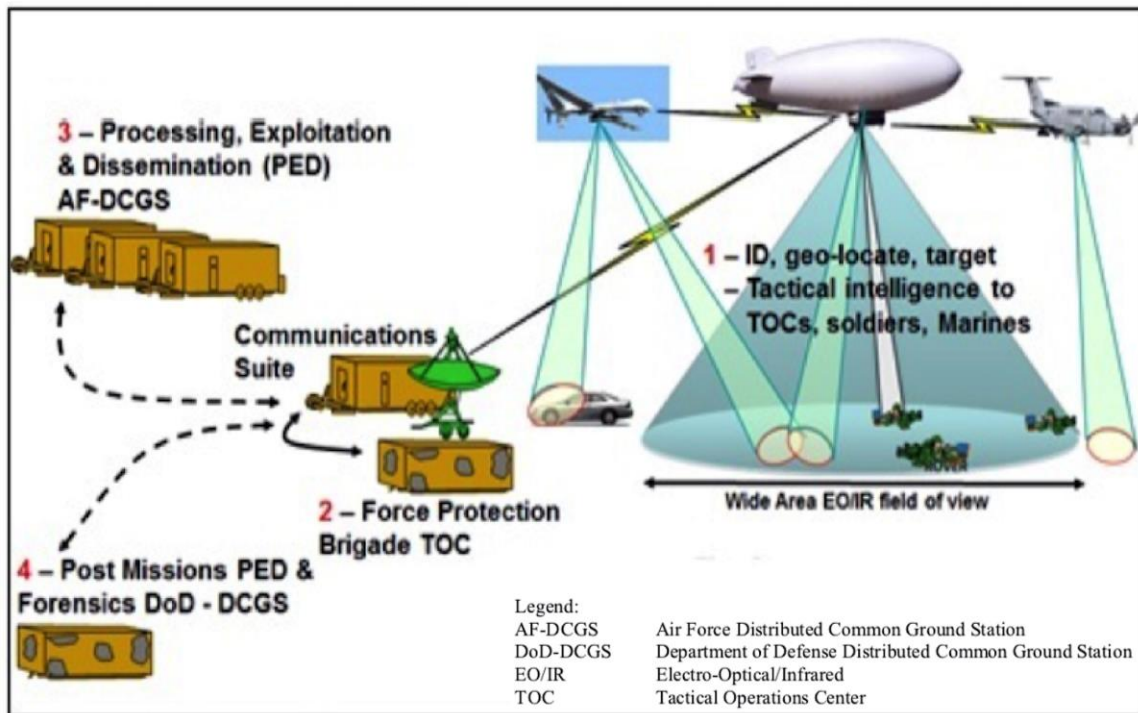 3 – Processing, Exploitation
& Dissemination (PED)
AF-DCGS
1 – ID, geo-locate, target
– Tactical intelligence to
TOCs, soldiers, Marines
Communications
Suite
ROVER
Wide Area EO/IR field of view
2 – Force Protection
Brigade TOC
4 – Post Missions PED &
Forensics DoD - DCGS
Legend:
AF-DCGS Air Force Distributed Common Ground Station
DoD-DCGS Department of Defense Distributed Common Ground Station
EO/IR Electro-Optical/Infrared
TOC Tactical Operations Center